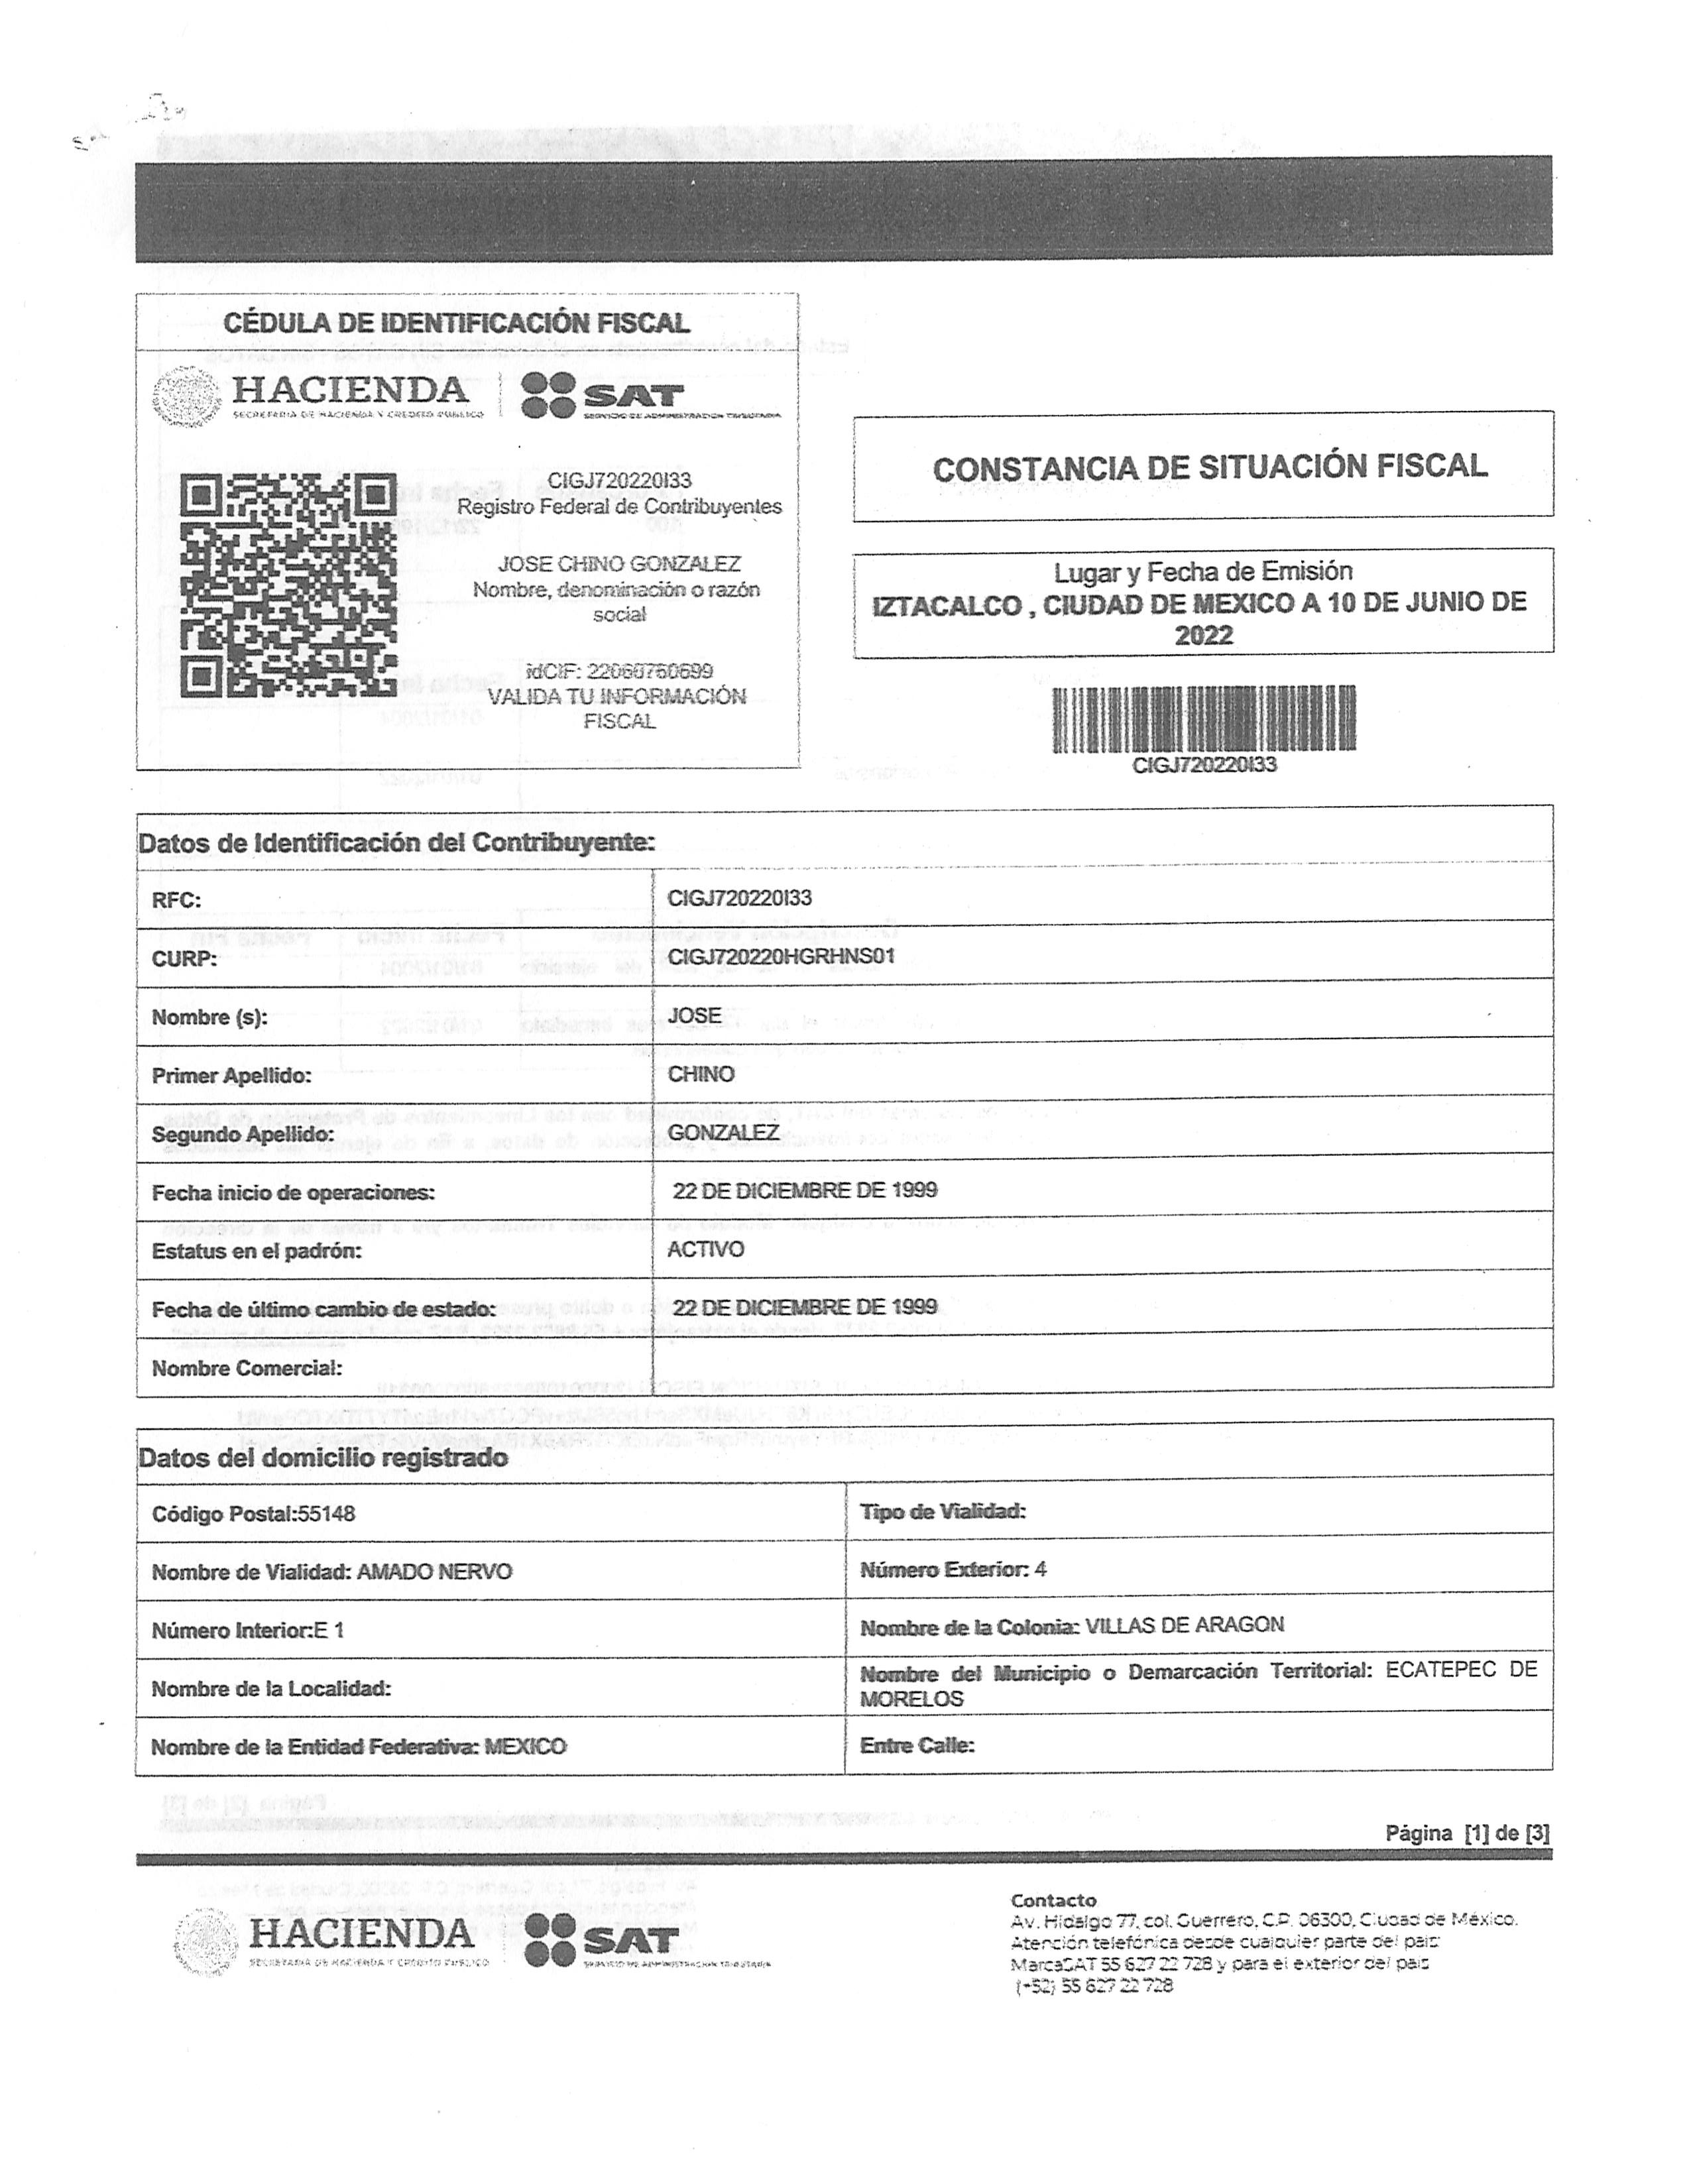 CÉDULA DE IDENTIFICACIÓN FISCAL
HACIENDA
SECRETARÍA DE HACIENDA Y CRÉDITO PÚBLICO
SAT
SERVICIO DE ADMINISTRACIÓN TRIBUTARIA
CIGJ720220I33
Registro Federal de Contribuyentes
JOSE CHINO GONZALEZ
Nombre, denominación o razón
social
idCIF: 22060760699
VALIDA TU INFORMACIÓN
FISCAL
CONSTANCIA DE SITUACIÓN FISCAL
Lugar y Fecha de Emisión
IZTACALCO , CIUDAD DE MEXICO A 10 DE JUNIO DE
2022
CIGJ720220I33
Datos de Identificación del Contribuyente:
RFC: CIGJ720220I33
CURP: CIGJ720220HGRHNS01
Nombre (s): JOSE
Primer Apellido: CHINO
Segundo Apellido: GONZALEZ
Fecha inicio de operaciones: 22 DE DICIEMBRE DE 1999
Estatus en el padrón: ACTIVO
Fecha de último cambio de estado: 22 DE DICIEMBRE DE 1999
Nombre Comercial:
Datos del domicilio registrado
Código Postal:55148 Tipo de Vialidad:
Nombre de Vialidad: AMADO NERVO Número Exterior: 4
Número Interior:E 1 Nombre de la Colonia: VILLAS DE ARAGON
Nombre de la Localidad: Nombre del Municipio o Demarcación Territorial: ECATEPEC DE
MORELOS
Nombre de la Entidad Federativa: MEXICO Entre Calle:
Página [1] de [3]
HACIENDA
SECRETARÍA DE HACIENDA Y CRÉDITO PÚBLICO
SAT
SERVICIO DE ADMINISTRACIÓN TRIBUTARIA
Contacto
Av. Hidalgo 77, col. Guerrero, C.P. 06300, Ciudad de México.
Atención telefónica desde cualquier parte del país:
MarcaSAT 55 627 22 728 y para el exterior del país
(+52) 55 627 22 728